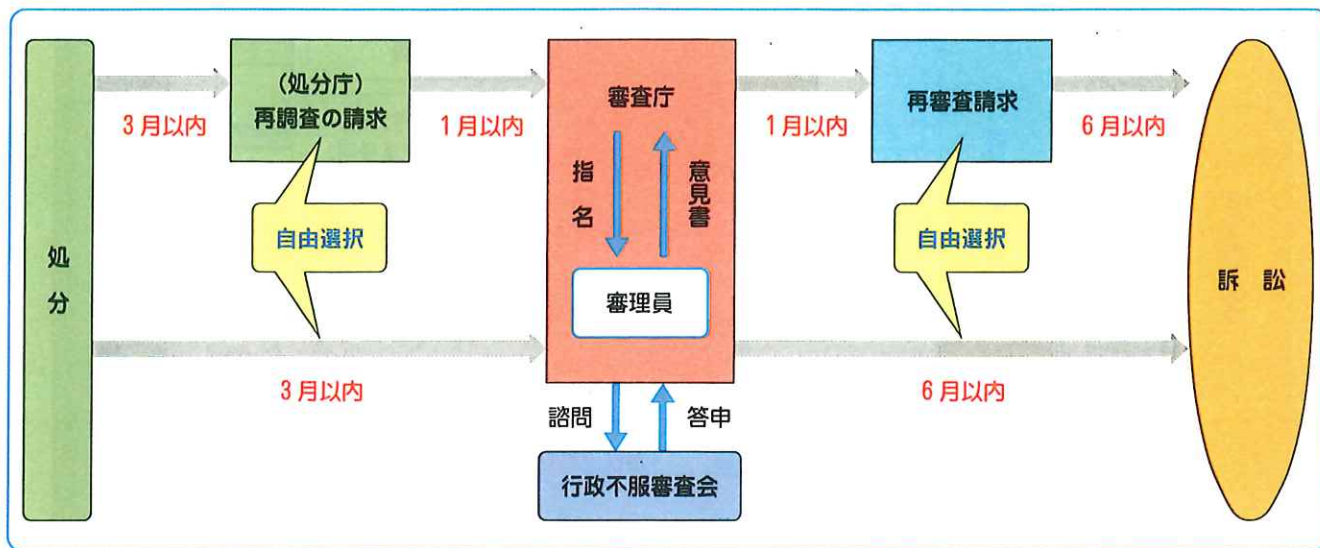 処分
3月以内
(処分庁)
再調査の請求
1月以内
審査庁
指名
意見書
審理員
1月以内
再審査請求
6月以内
自由選択
自由選択
3月以内
6月以内
訴訟
諮問
答申
行政不服審査会